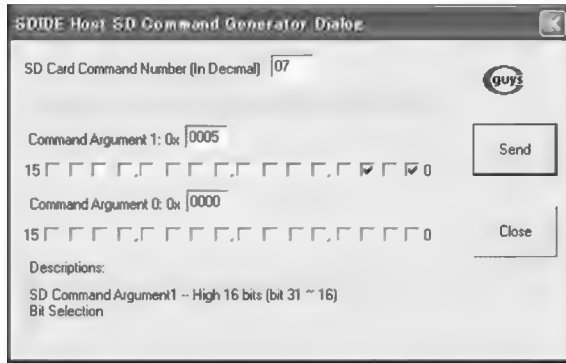 SDIDE Host SD Command Generator Dialog
SD Card Command Number (In Decimal) 07
guys
Command Argument 1: 0x 0005
Send
15 0
Command Argument 0: 0x 0000
15 0
Close
Descriptions:
SD Command Argument1 -- High 16 bits (bit 31 ~ 16)
Bit Selection